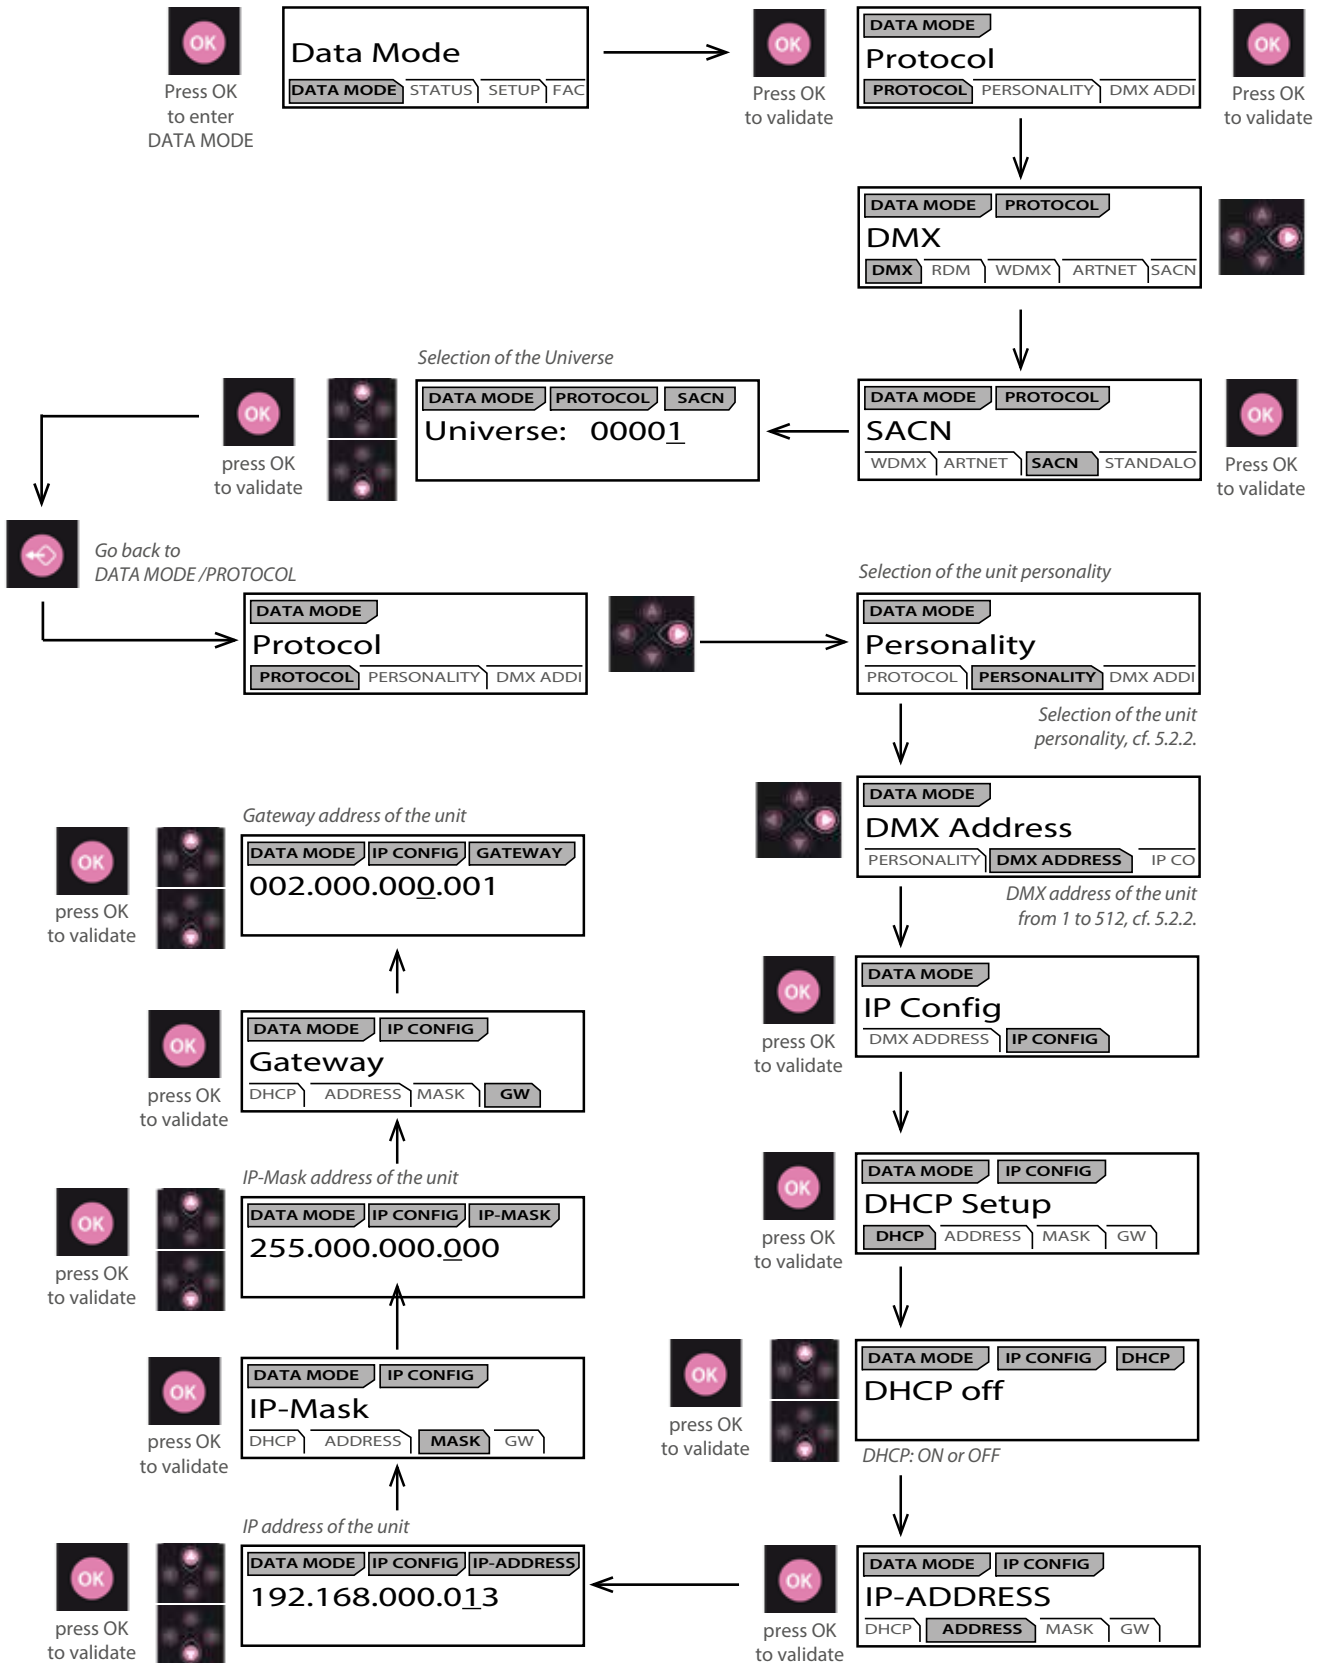 OK
Press OK
to enter
DATA MODE
Data Mode
DATA MODE STATUS SETUP FAC
OK
Press OK
to validate
DATA MODE
Protocol
PROTOCOL PERSONALITY DMX ADDI
OK
Press OK
to validate
DATA MODE PROTOCOL
DMX
DMX RDM WDMX ARTNET SACN
DATA MODE PROTOCOL
SACN
WDMX ARTNET SACN STANDALO
OK
Press OK
to validate
Selection of the Universe
DATA MODE PROTOCOL SACN
Universe: 00001
OK
press OK
to validate
Go back to
DATA MODE /PROTOCOL
DATA MODE
Protocol
PROTOCOL PERSONALITY DMX ADDI
Selection of the unit personality
DATA MODE
Personality
PROTOCOL PERSONALITY DMX ADDI
Selection of the unit
personality, cf. 5.2.2.
DATA MODE
DMX Address
PERSONALITY DMX ADDRESS IP CO
DMX address of the unit
from 1 to 512, cf. 5.2.2.
OK
press OK
to validate
DATA MODE
IP Config
DMX ADDRESS IP CONFIG
OK
press OK
to validate
DATA MODE IP CONFIG
DHCP Setup
DHCP ADDRESS MASK GW
OK
press OK
to validate
DATA MODE IP CONFIG DHCP
DHCP off
DHCP: ON or OFF
OK
press OK
to validate
DATA MODE IP CONFIG
IP-ADDRESS
DHCP ADDRESS MASK GW
IP address of the unit
OK
press OK
to validate
DATA MODE IP CONFIG IP-ADDRESS
192.168.000.013
OK
press OK
to validate
DATA MODE IP CONFIG
IP-Mask
DHCP ADDRESS MASK GW
IP-Mask address of the unit
OK
press OK
to validate
DATA MODE IP CONFIG IP-MASK
255.000.000.000
OK
press OK
to validate
DATA MODE IP CONFIG
Gateway
DHCP ADDRESS MASK GW
Gateway address of the unit
OK
press OK
to validate
DATA MODE IP CONFIG GATEWAY
002.000.000.001